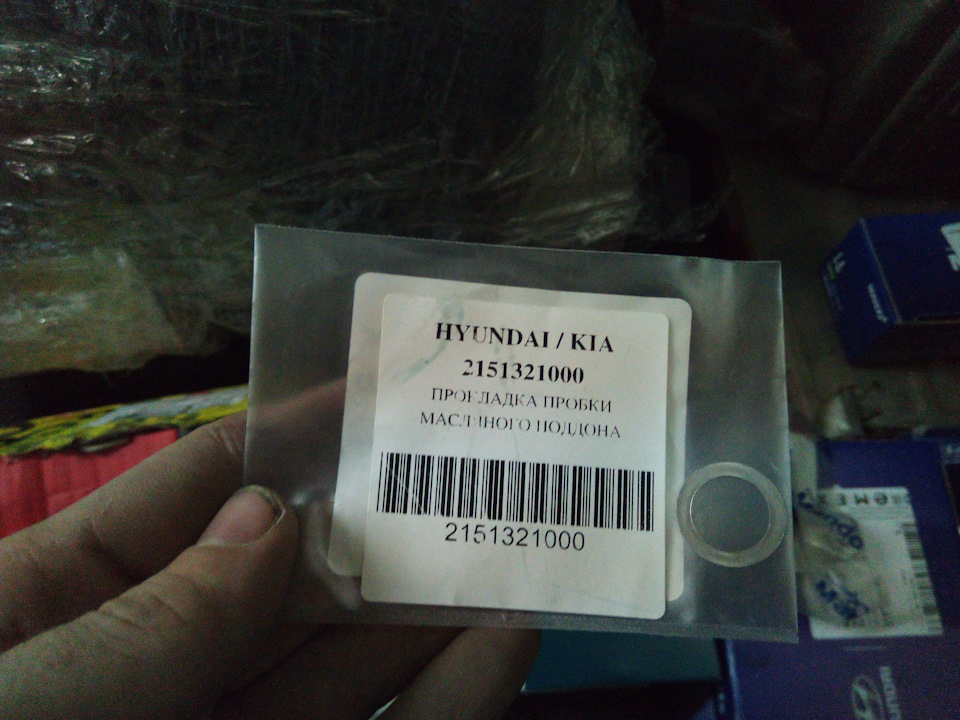 HYUNDAI / KIA
2151321000
ПРОКЛАДКА ПРОБКИ
МАСЛЯНОГО ПОДДОНА
2151321000